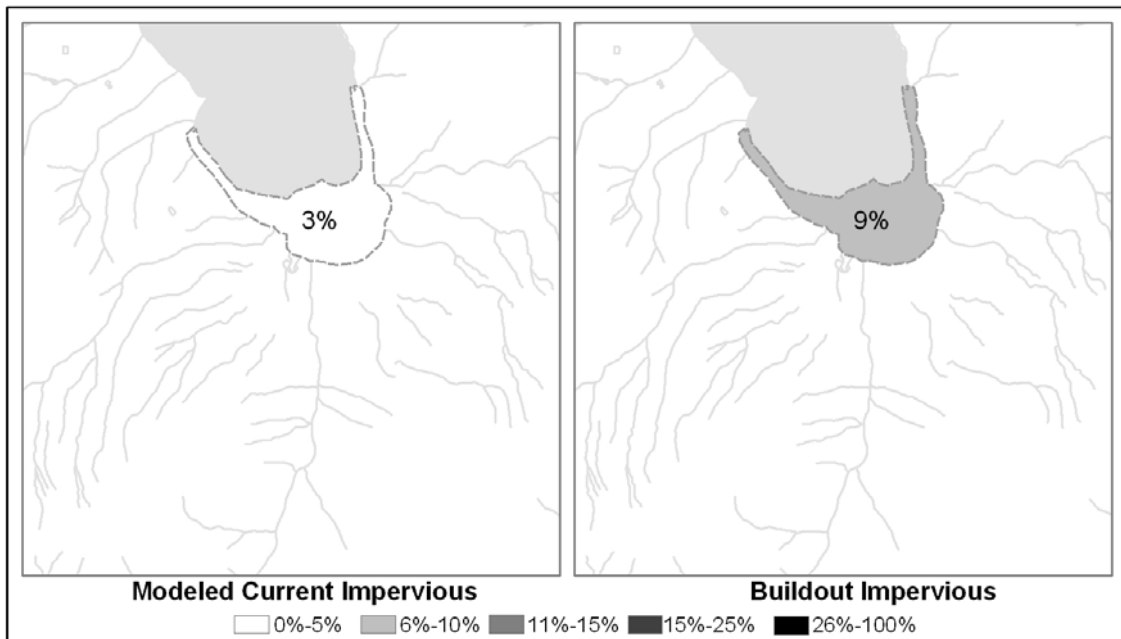 3%
9%
Modeled Current Impervious
Buildout Impervious
0%-5% 6%-10% 11%-15% 15%-25% 26%-100%